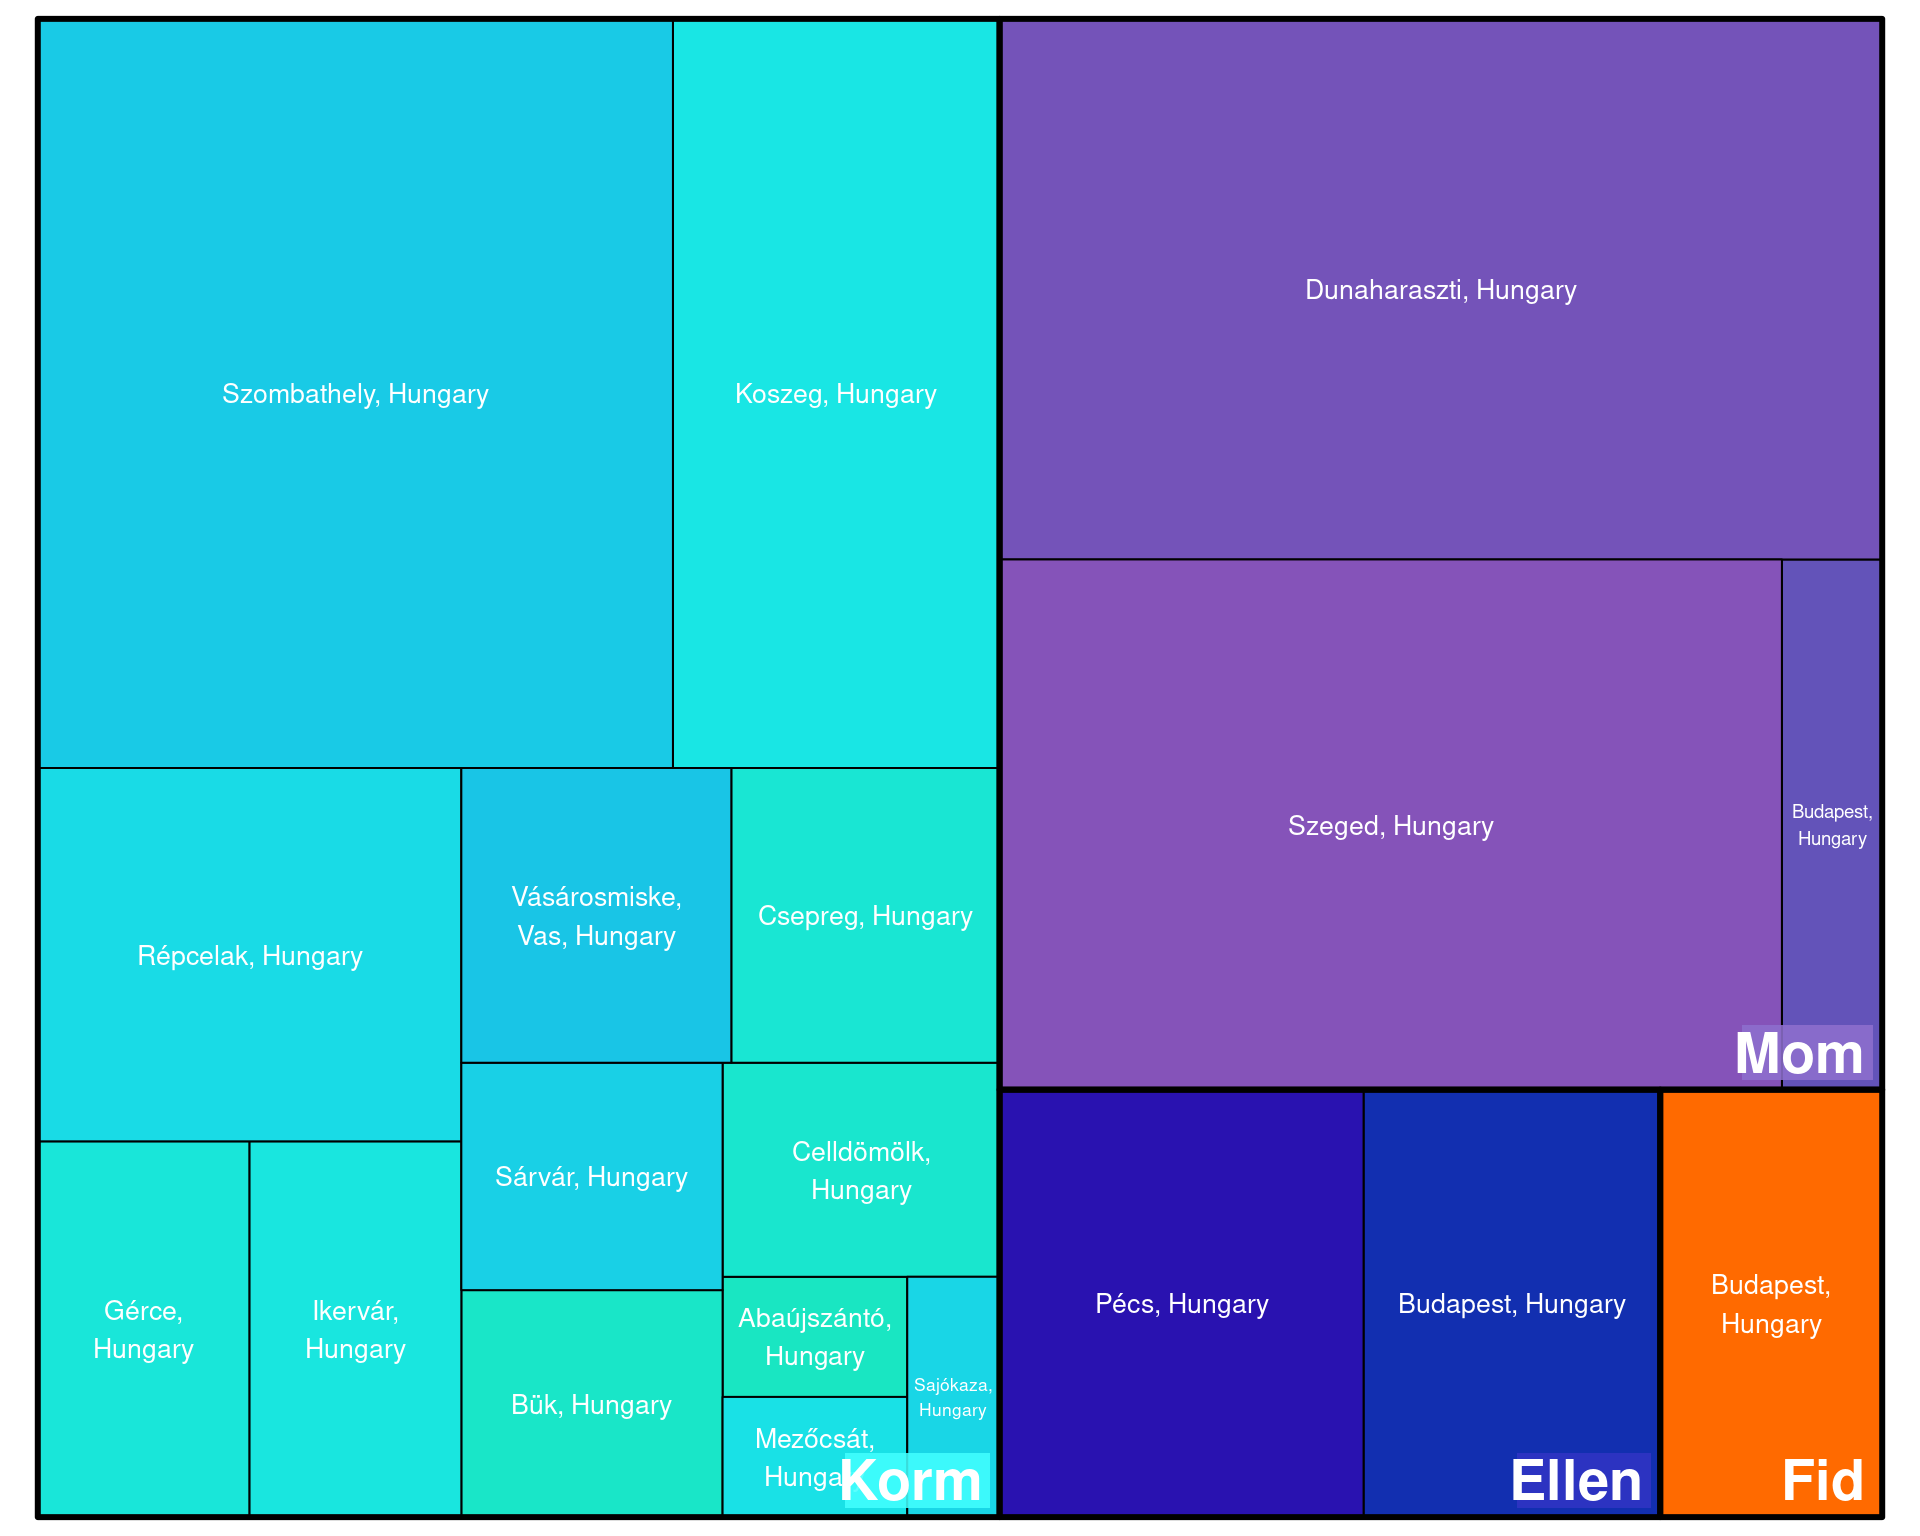 Szombathely, Hungary
Koszeg, Hungary
Dunaharaszti, Hungary
Szeged, Hungary
Budapest,
Hungary
Mom
Répcelak, Hungary
Vásárosmiske,
Vas, Hungary
Csepreg, Hungary
Gérce,
Hungary
Ikervár,
Hungary
Sárvár, Hungary
Celldömölk,
Hungary
Bük, Hungary
Abaújszántó,
Hungary
Sajókaza,
Hungary
Mezőcsát,
Hunga
Korm
Pécs, Hungary
Budapest, Hungary
Ellen
Budapest,
Hungary
Fid